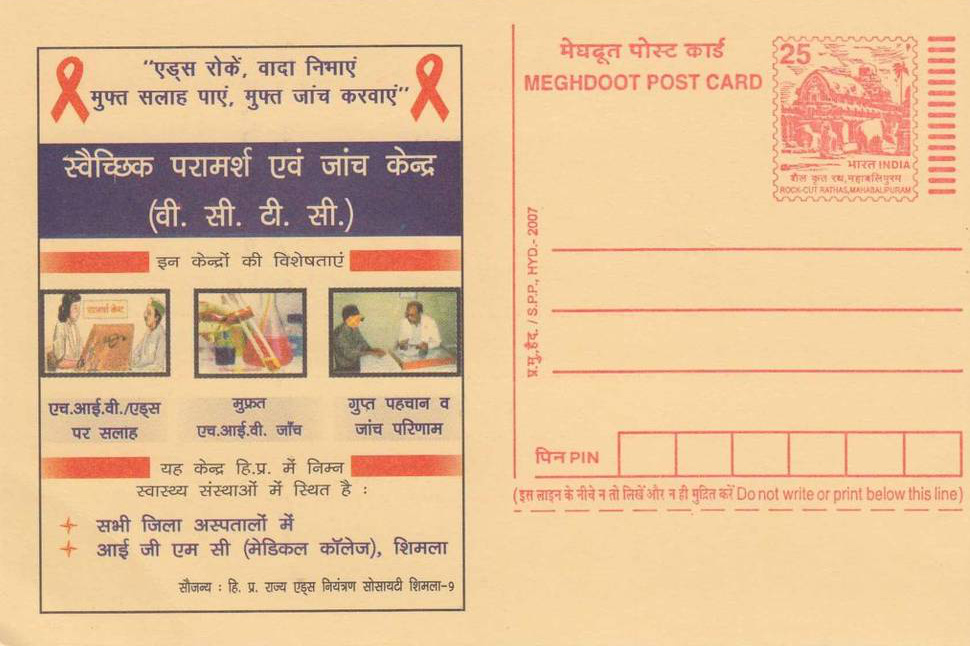 "एड्स रोकें, वादा निभाएं
मुफ्त सलाह पाएं, मुफ्त जांच करवाएं"
स्वैच्छिक परामर्श एवं जांच केन्द्र
(वी. सी. टी. सी.)
इन केन्द्रों की विशेषताएं
परामर्श केन्द्र
एच.आई.वी./एड्स
पर सलाह
मुफ़्रत
एच.आई.वी. जाँच
गुप्त पहचान व
जांच परिणाम
यह केन्द्र हि.प्र. में निम्न
स्वास्थ्य संस्थाओं में स्थित है :
सभी जिला अस्पतालों में
आई जी एम सी (मेडिकल कॉलेज), शिमला
सौजन्य : हि. प्र. राज्य एड्स नियंत्रण सोसायटी शिमला-९
मेघदूत पोस्ट कार्ड
MEGHDOOT POST CARD
25
भारत INDIA
शैल कृत रथ, महाबलिपुरम
ROCK-CUT RATHAS, MAHABALIPURAM
प्र.मु.,हैद. / S.P.P., HYD.- 2007
पिन PIN
(इस लाइन के नीचे न तो लिखें और न ही मुद्रित करें Do not write or print below this line)